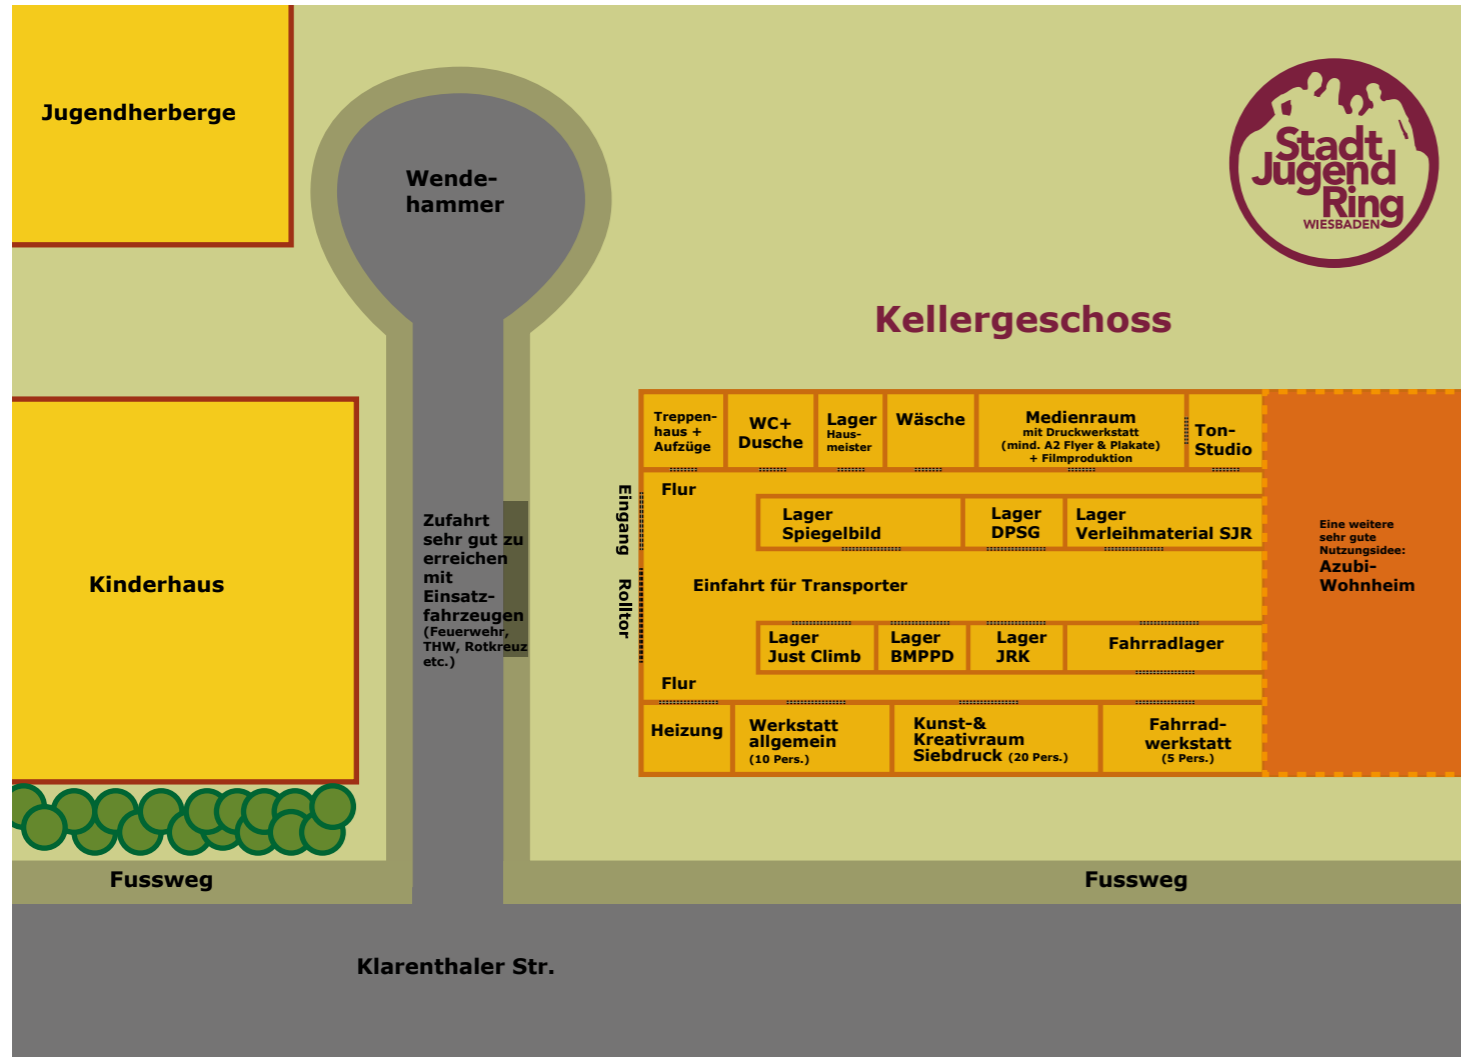 Jugendherberge
Wende-
hammer
Stadt
Jugend
Ring
WIESBADEN
Kellergeschoss
Treppen-
haus +
Aufzüge
WC+
Dusche
Lager
Haus-
meister
Wäsche
Medienraum
mit Druckwerkstatt
(mind. A2 Flyer & Plakate)
+ Filmproduktion
Ton-
Studio
Flur
Eingang
Lager
Spiegelbild
Lager
DPSG
Lager
Verleihmaterial SJR
Zufahrt
sehr gut zu
erreichen
mit
Einsatz-
fahrzeugen
(Feuerwehr,
THW, Rotkreuz
etc.)
Kinderhaus
Rolltor
Einfahrt für Transporter
Eine weitere
sehr gute
Nutzungsidee:
Azubi-
Wohnheim
Lager
Just Climb
Lager
BMPPD
Lager
JRK
Fahrradlager
Flur
Heizung
Werkstatt
allgemein
(10 Pers.)
Kunst-&
Kreativraum
Siebdruck (20 Pers.)
Fahrrad-
werkstatt
(5 Pers.)
Fussweg
Fussweg
Klarenthaler Str.